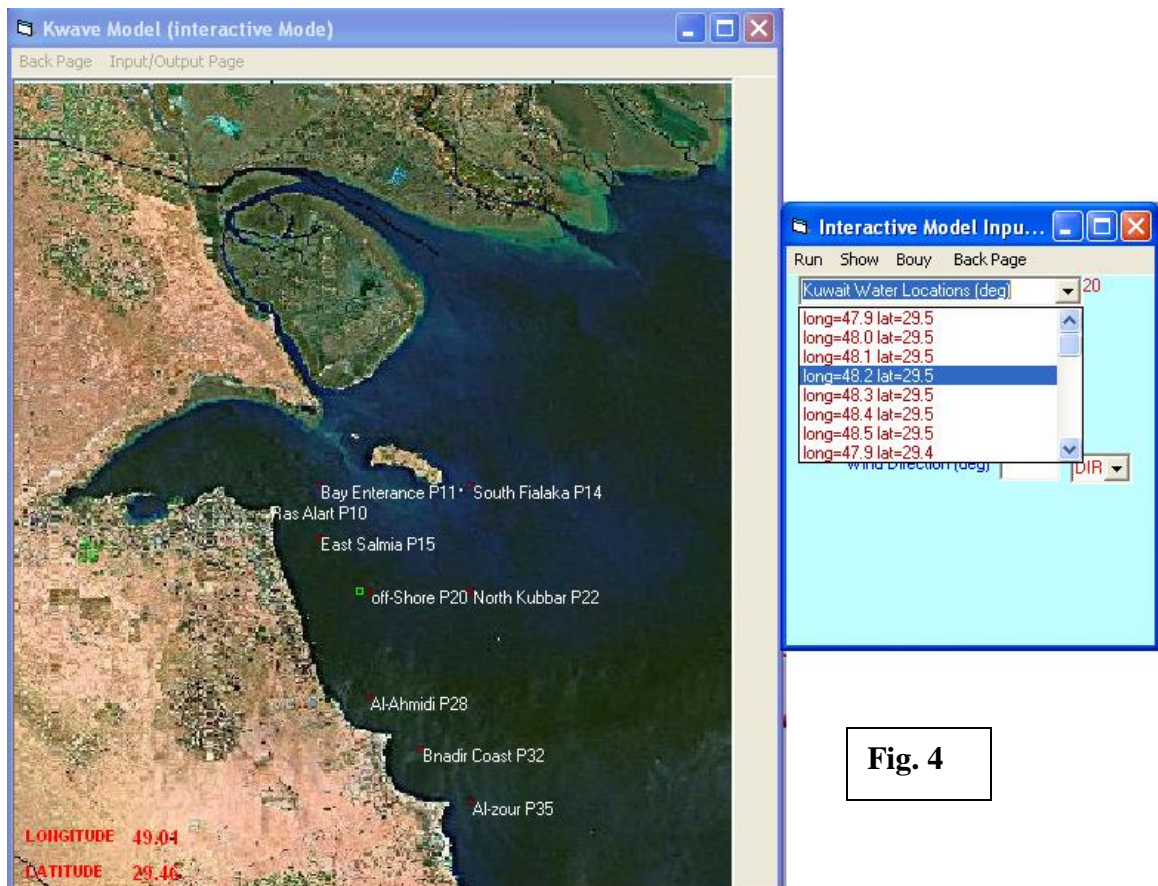 Kwave Model (interactive Mode)
Back Page Input/Output Page
Bay Enterance P11
South Fialaka P14
Ras Alart P10
East Salmia P15
off-Shore P20
North Kubbar P22
Al-Ahmidi P28
Bnadir Coast P32
Al-zour P35
LONGITUDE 49.01
LATITUDE 29.46
Interactive Model Inpu...
Run Show Bouy Back Page
Kuwait Water Locations (deg) 20
long=47.9 lat=29.5
long=48.0 lat=29.5
long=48.1 lat=29.5
long=48.2 lat=29.5
long=48.3 lat=29.5
long=48.4 lat=29.5
long=48.5 lat=29.5
long=47.9 lat=29.4
Wind Direction (deg) DIR
Fig. 4